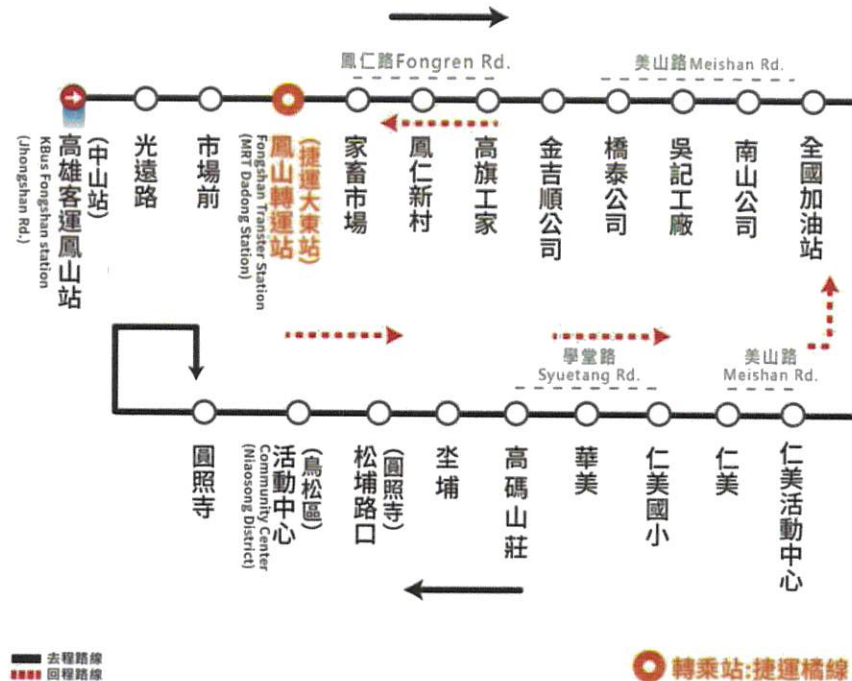 鳳仁路Fongren Rd.
美山路Meishan Rd.
高雄客運鳳山站
(中山站)
KBus Fongshan station
(Jhongshan Rd.)
光遠路
市場前
鳳山轉運站
(捷運大東站)
Fongshan Transter Station
(MRT Dadong Station)
家畜市場
鳳仁新村
高旗工家
金吉順公司
橋泰公司
吳記工廠
南山公司
全國加油站
學堂路
Syuetang Rd.
美山路
Meishan Rd.
圓照寺
活動中心
(鳥松區)
Community Center
(Niaosong District)
松埔路口
(圓照寺)
坔埔
高碼山莊
華美
仁美國小
仁美
仁美活動中心
去程路線
回程路線
轉乘站:捷運橘線